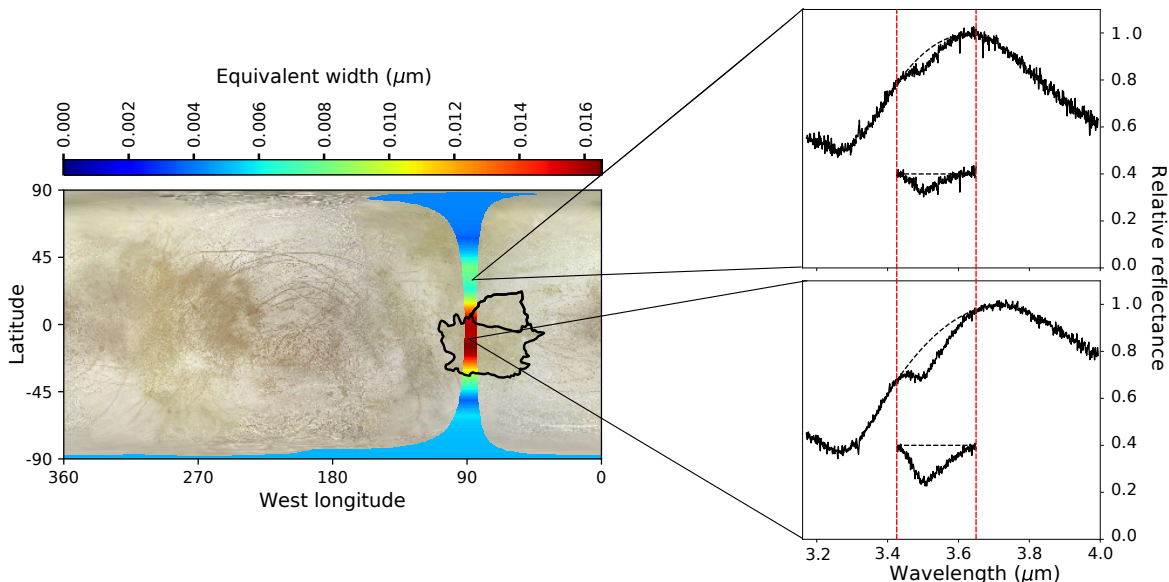 Equivalent width (μm)
0.000 0.002 0.004 0.006 0.008 0.010 0.012 0.014 0.016
90
45
0
-45
-90
Latitude
360 270 180 90 0
West longitude
1.0
0.8
0.6
0.4
0.2
0.0
1.0
0.8
0.6
0.4
0.2
0.0
Relative reflectance
3.2 3.4 3.6 3.8 4.0
Wavelength (μm)